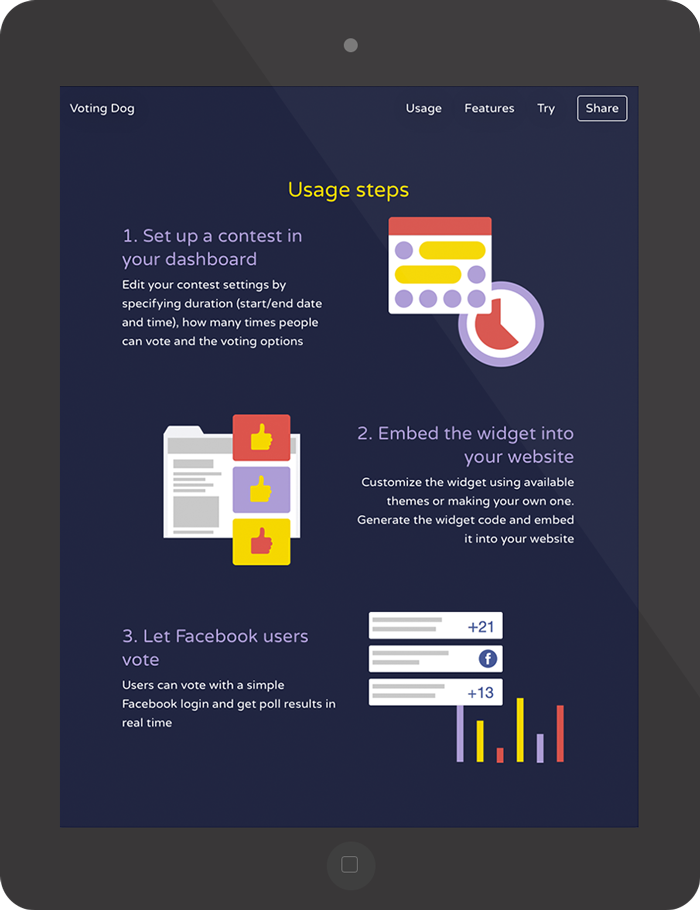 Voting Dog
Usage
Features
Try
Share
Usage steps
1. Set up a contest in
your dashboard
Edit your contest settings by
specifying duration (start/end date
and time), how many times people
can vote and the voting options
2. Embed the widget into
your website
Customize the widget using available
themes or making your own one.
Generate the widget code and embed
it into your website
3. Let Facebook users
vote
Users can vote with a simple
Facebook login and get poll results in
real time
+21
f
+13